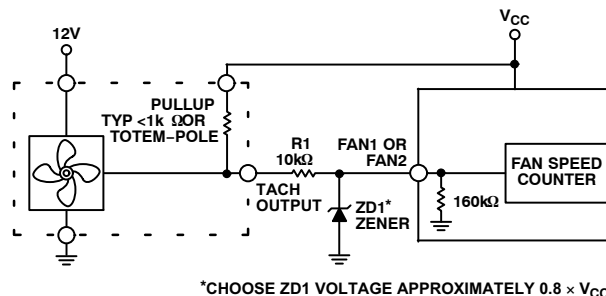 12V
VCC
PULLUP
TYP <1k ΩOR
TOTEM–POLE
R1
10kΩ
FAN1 OR
FAN2
FAN SPEED
COUNTER
TACH
OUTPUT
ZD1*
ZENER
160kΩ
*CHOOSE ZD1 VOLTAGE APPROXIMATELY 0.8 × VCC